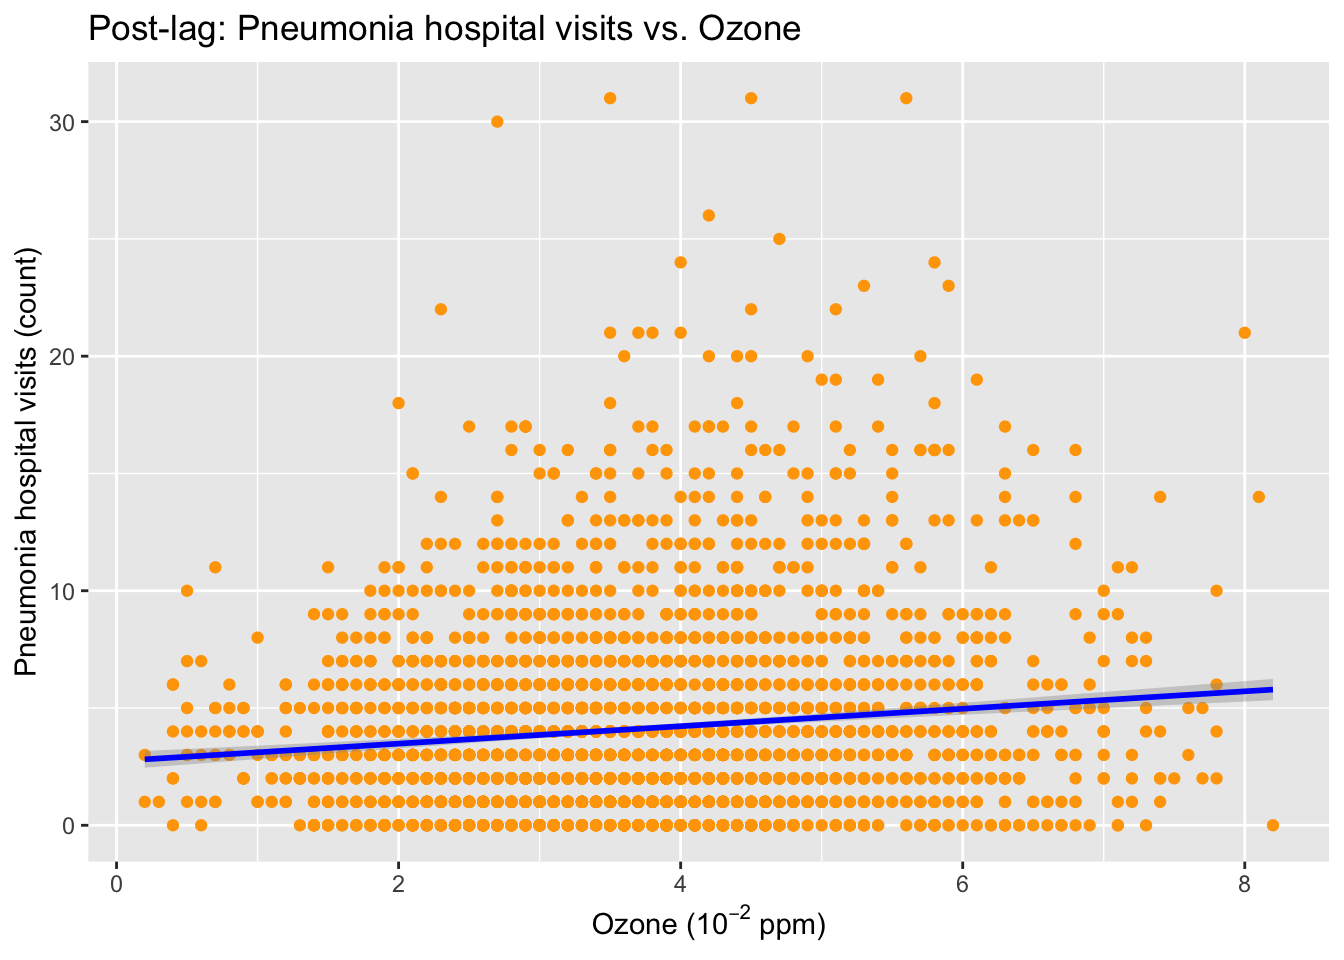 Post-lag: Pneumonia hospital visits vs. Ozone
Pneumonia hospital visits (count)
30
20
10
0
0 2 4 6 8
Ozone (10⁻² ppm)